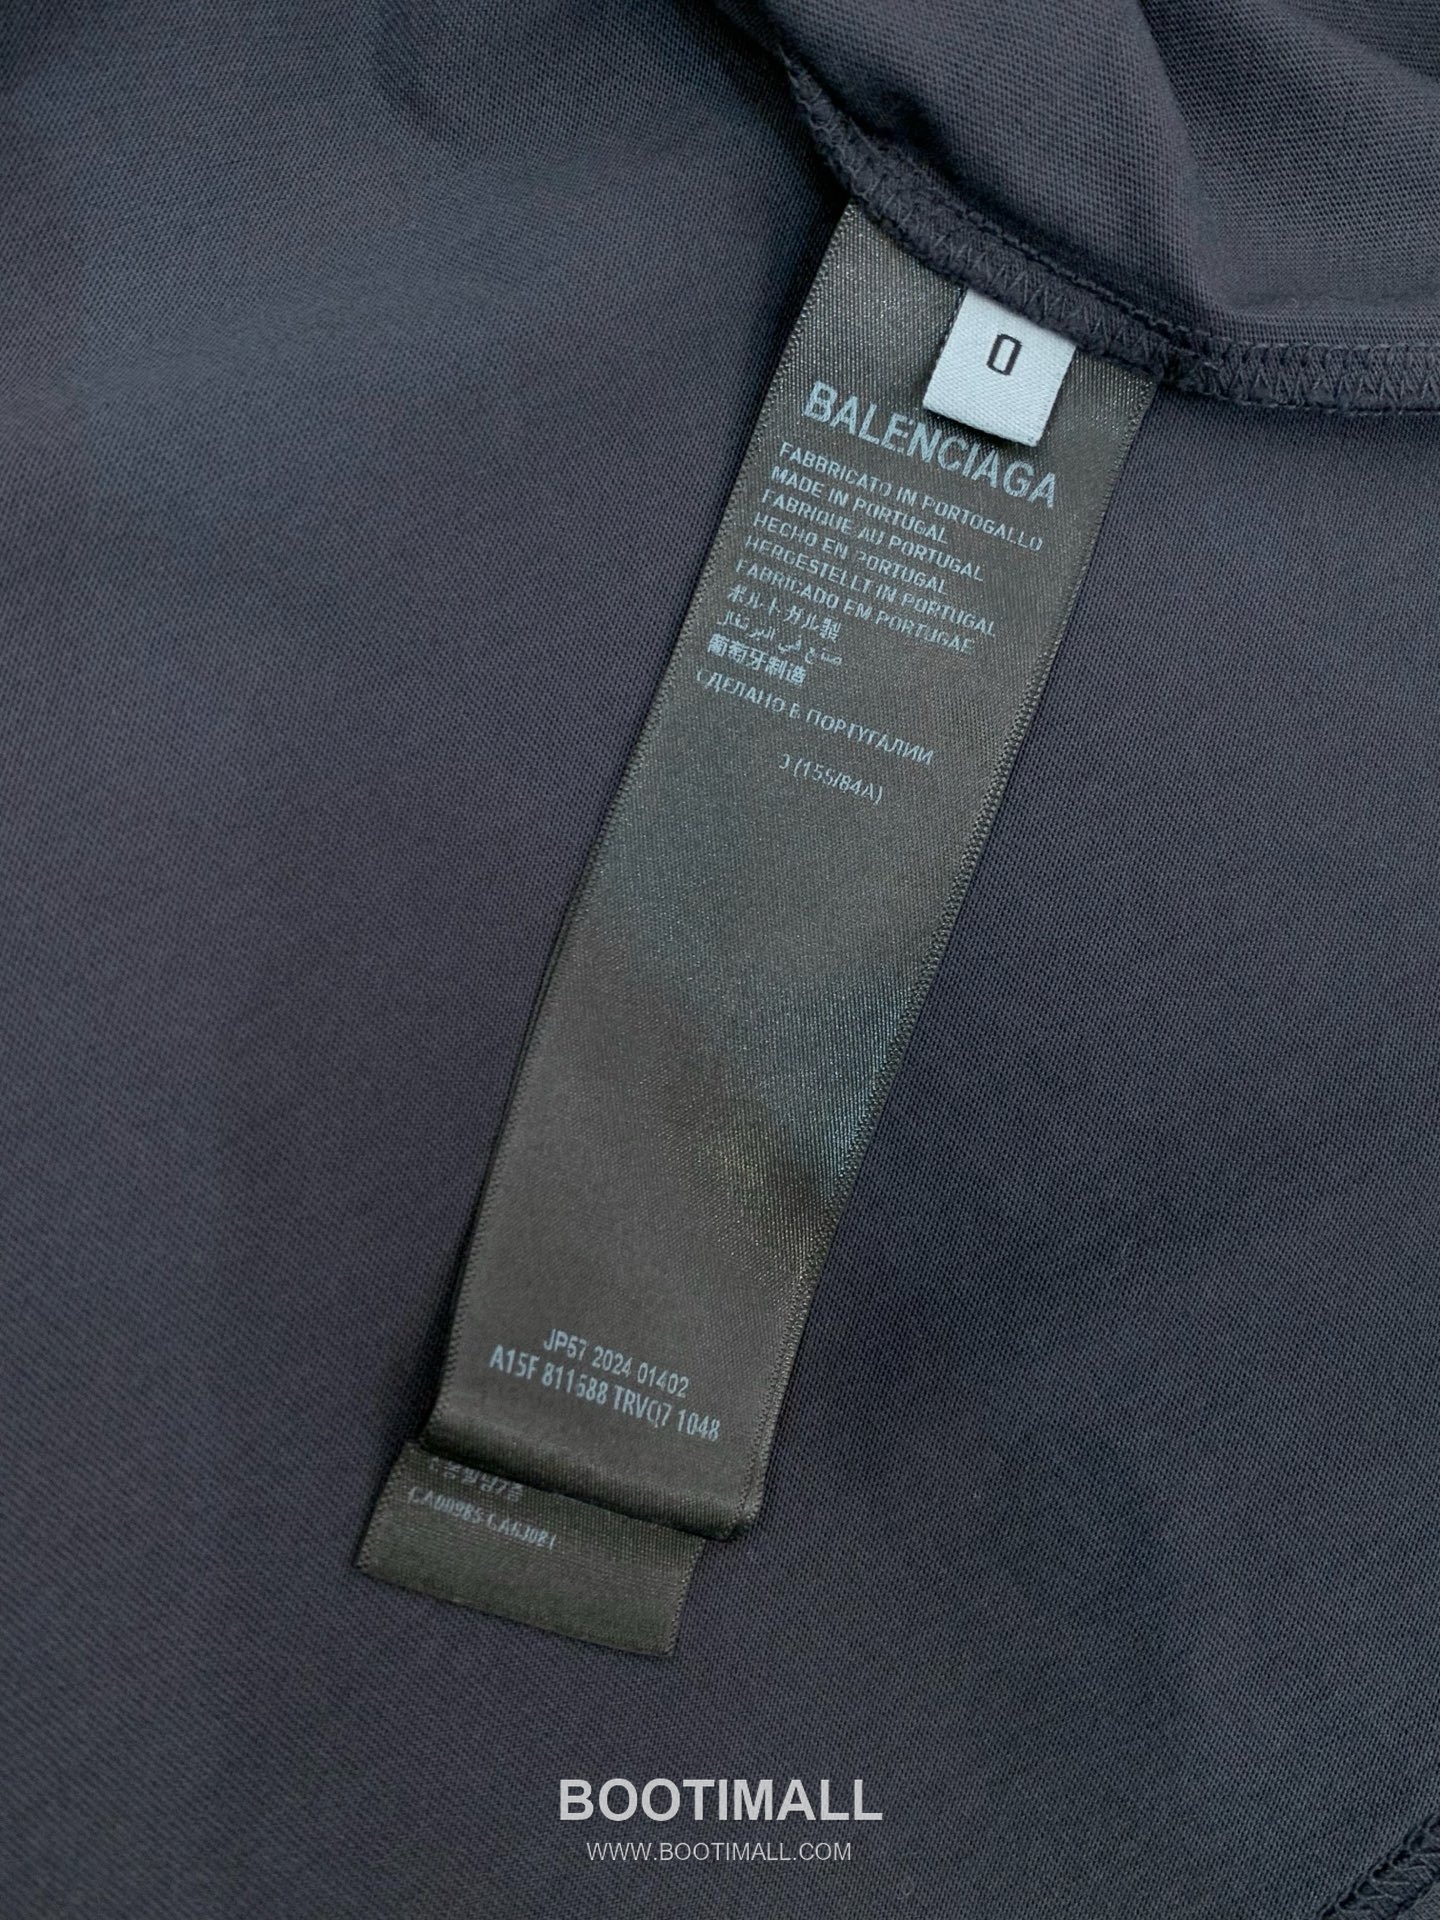 0
BALENCIAGA
FABBRICATO IN PORTOGALLO
MADE IN PORTUGAL
FABRIQUE AU PORTUGAL
HECHO EN PORTUGAL
HERGESTELLT IN PORTUGAL
FABRICADO EM PORTUGAE
ポルトガル製
صنع في البرتغال
葡萄牙制造
СДЕЛАНО В ПОРТУГАЛИИ
(155/84A)
JP57 2024 01402
A15F 811688 TRVQ7 1048
BOOTIMALL
WWW.BOOTIMALL.COM